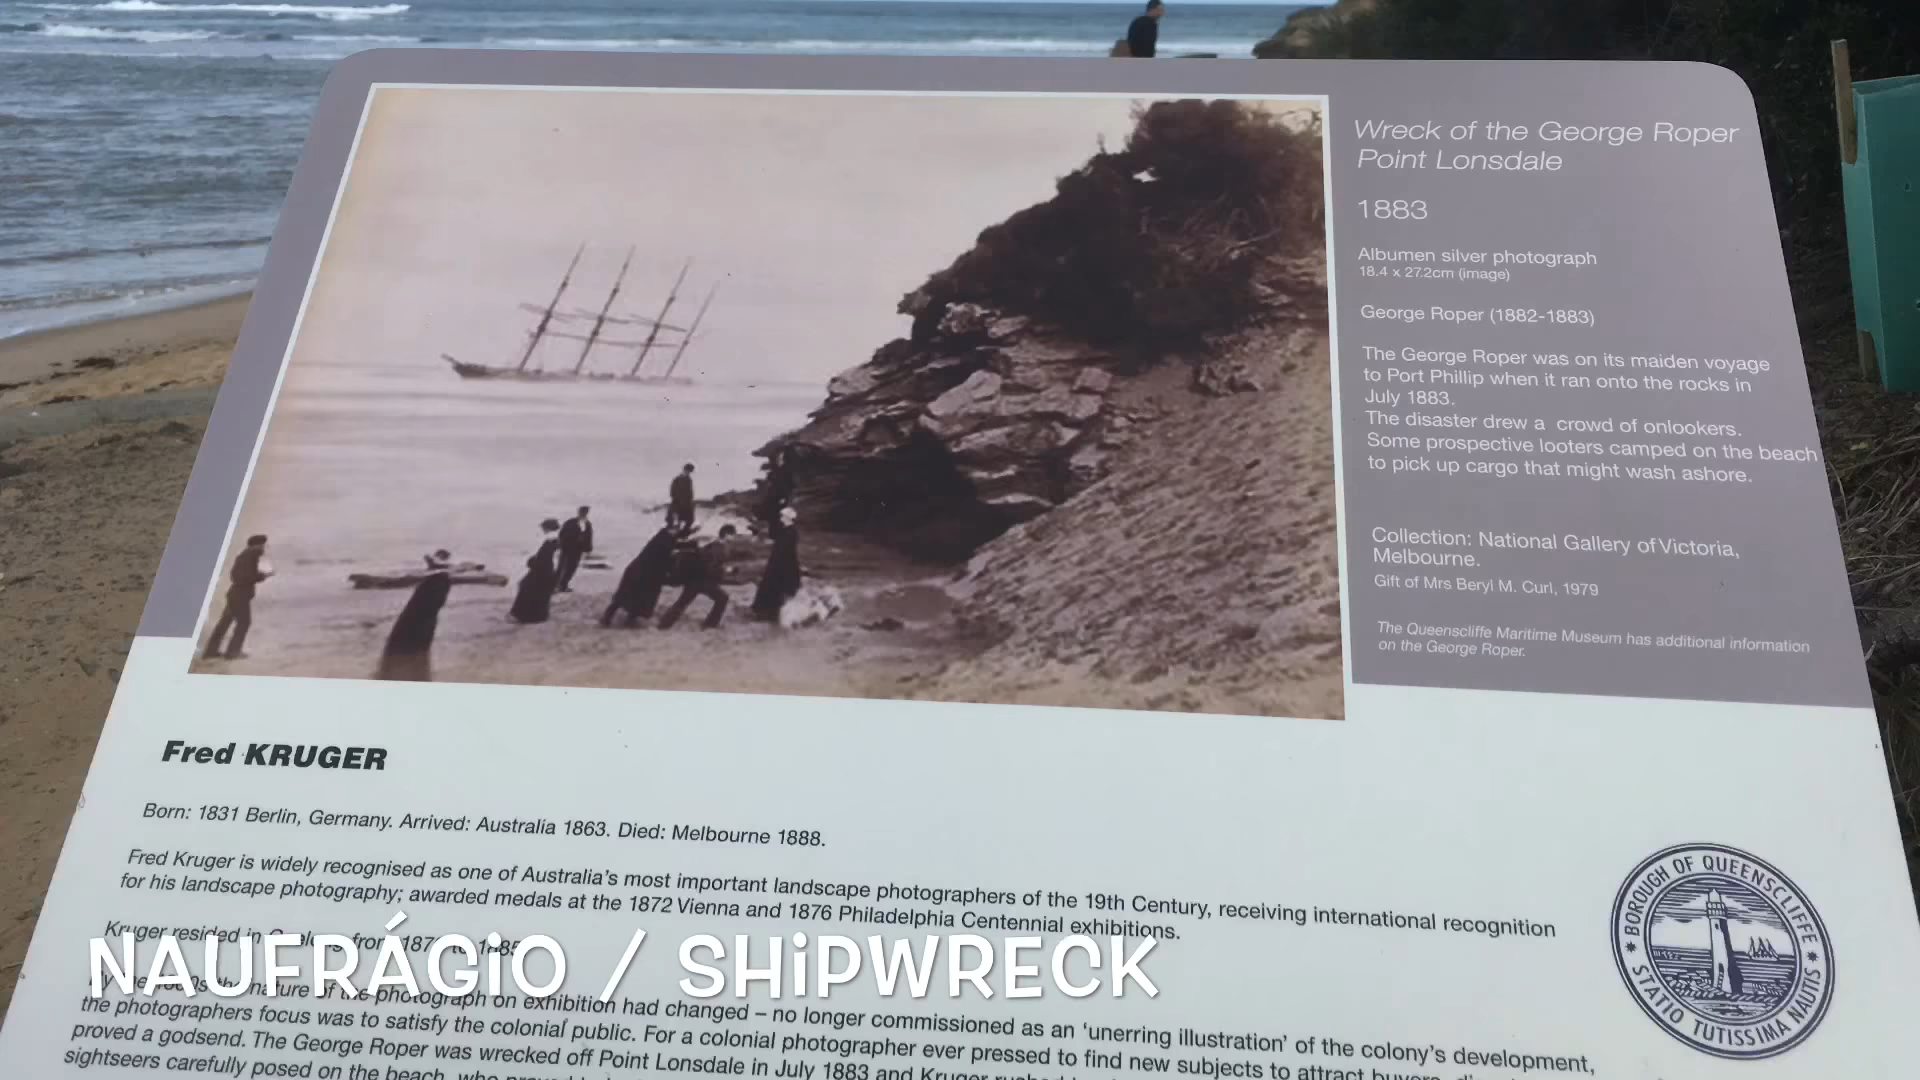 Wreck of the George Roper
Point Lonsdale
1883
Albumen silver photograph
18.4 x 27.2cm (image)
George Roper (1882-1883)
The George Roper was on its maiden voyage
to Port Phillip when it ran onto the rocks in
July 1883.
The disaster drew a crowd of onlookers.
Some prospective looters camped on the beach
to pick up cargo that might wash ashore.
Collection: National Gallery of Victoria,
Melbourne.
Gift of Mrs Beryl M. Curl, 1979
The Queenscliffe Maritime Museum has additional information
on the George Roper.
Fred KRUGER
Born: 1831 Berlin, Germany. Arrived: Australia 1863. Died: Melbourne 1888.
Fred Kruger is widely recognised as one of Australia's most important landscape photographers of the 19th Century, receiving international recognition
for his landscape photography; awarded medals at the 1872 Vienna and 1876 Philadelphia Centennial exhibitions.
Kruger resided in from
NAUFRÁGiO / SHiPWRECK
the nature of the photograph on exhibition had changed – no longer commissioned as an 'unerring illustration' of the colony's development,
the photographers focus was to satisfy the colonial public. For a colonial photographer ever pressed to find new subjects to attract
proved a godsend. The George Roper was wrecked off Point Lonsdale in July 1883 and Kruger
sightseers carefully posed on the beach, who
BOROUGH OF QUEENSCLIFFE
STATIO TUTISSIMA NAUTIS